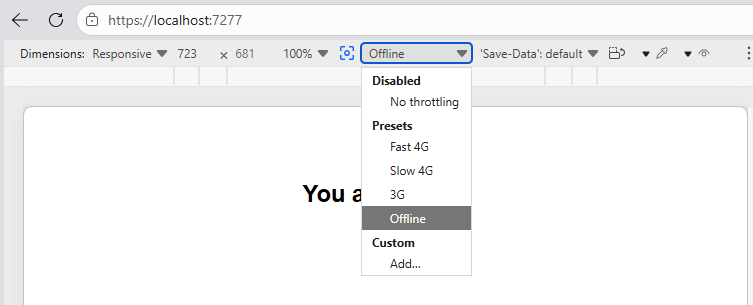 https://localhost:7277
Dimensions: Responsive 723 × 681 100% Offline 'Save-Data': default
Disabled
No throttling
Presets
Fast 4G
Slow 4G
3G
You a
Offline
Custom
Add...